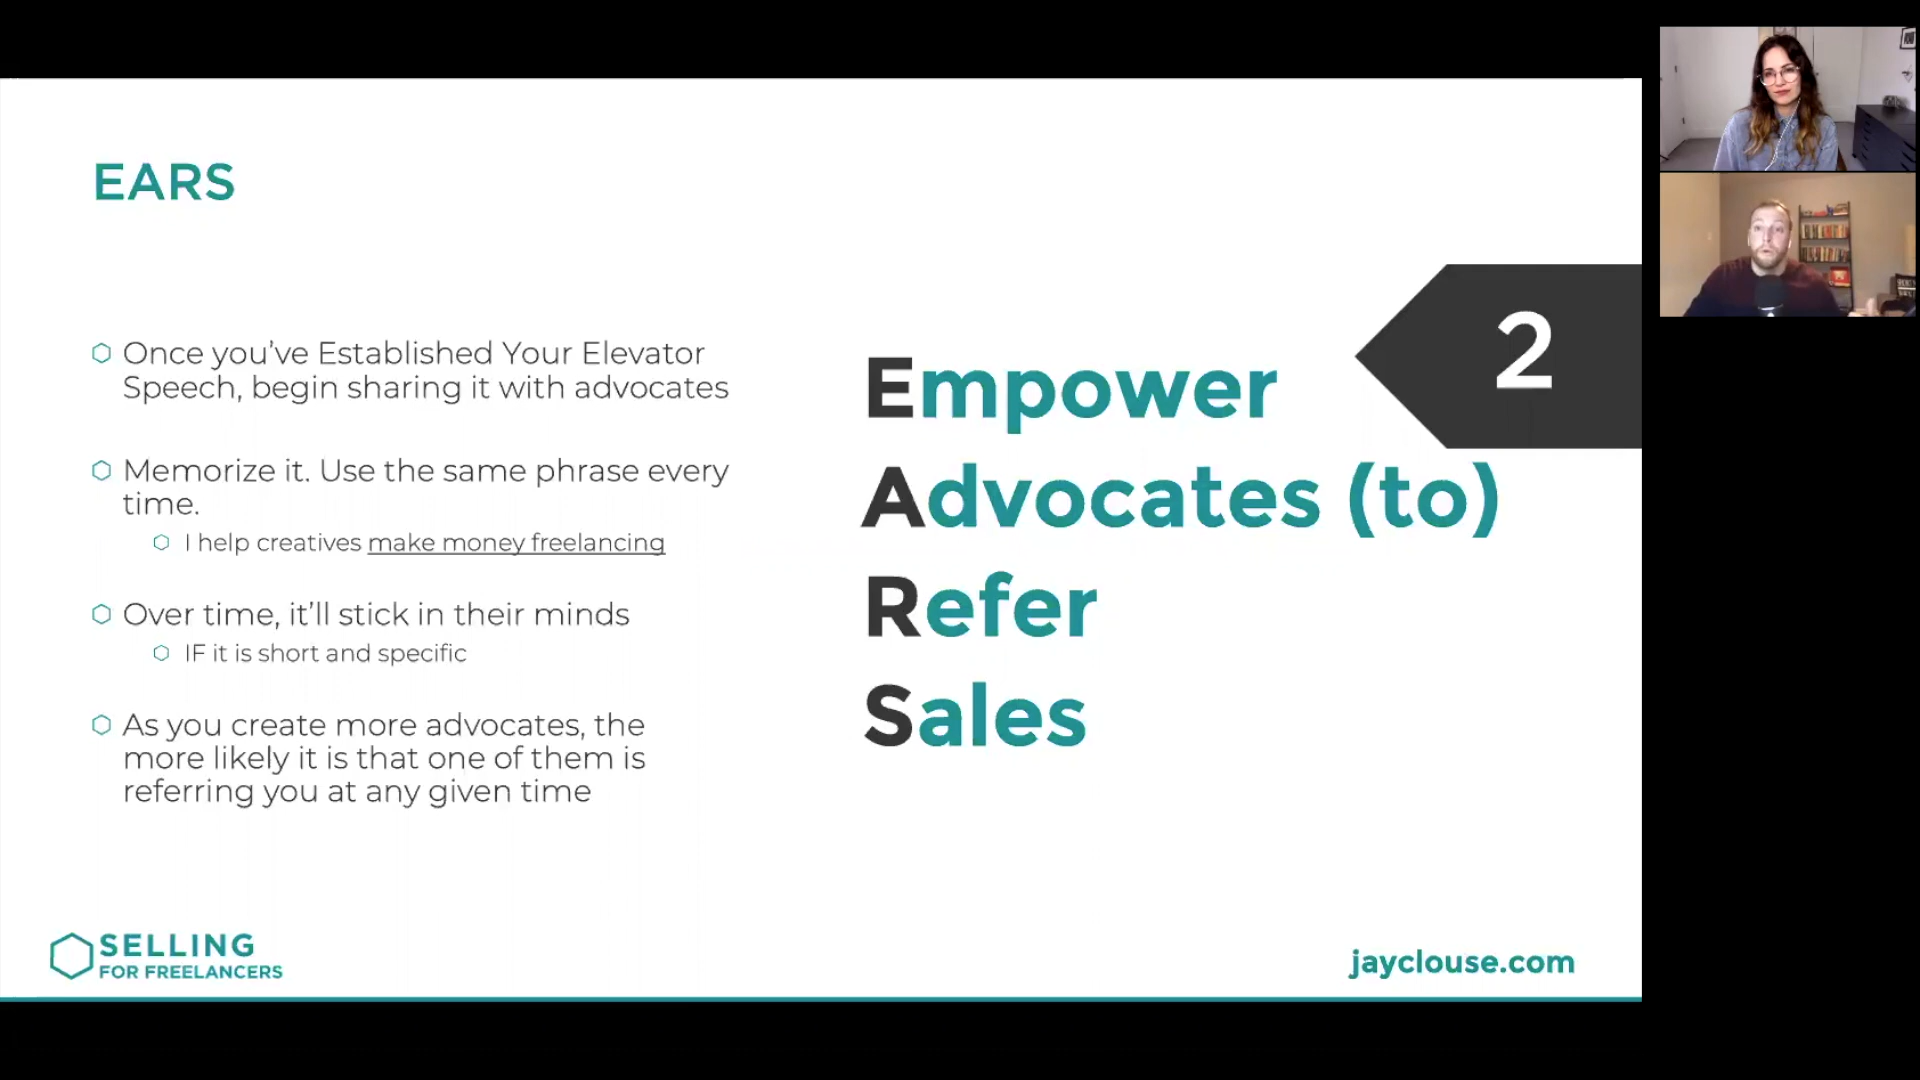 EARS
Once you've Established Your Elevator
Speech, begin sharing it with advocates
Memorize it. Use the same phrase every
time.
I help creatives make money freelancing
Over time, it'll stick in their minds
IF it is short and specific
As you create more advocates, the
more likely it is that one of them is
referring you at any given time
2
Empower
Advocates (to)
Refer
Sales
SELLING
FOR FREELANCERS
jayclouse.com